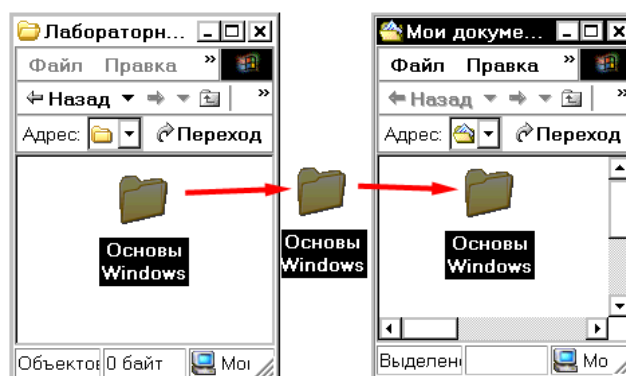 Лабораторн...
Файл Правка »
Назад »
Адрес: Переход
Основы
Windows
Объектов 0 байт Мо
Основы
Windows
Мои докуме...
Файл Правка »
Назад »
Адрес: Переход
Основы
Windows
Выделен Мо